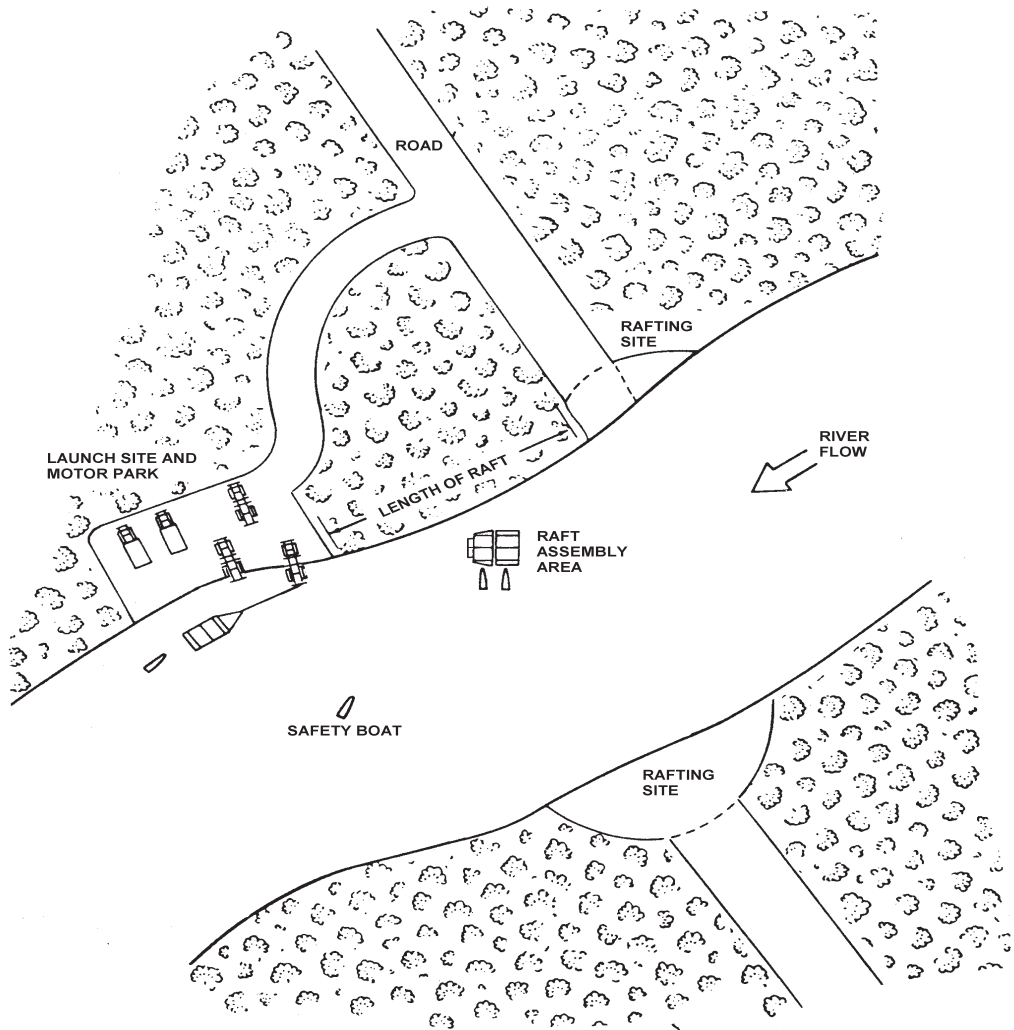 ROAD
RAFTING
SITE
RIVER
FLOW
LAUNCH SITE AND
MOTOR PARK
LENGTH OF RAFT
RAFT
ASSEMBLY
AREA
SAFETY BOAT
RAFTING
SITE